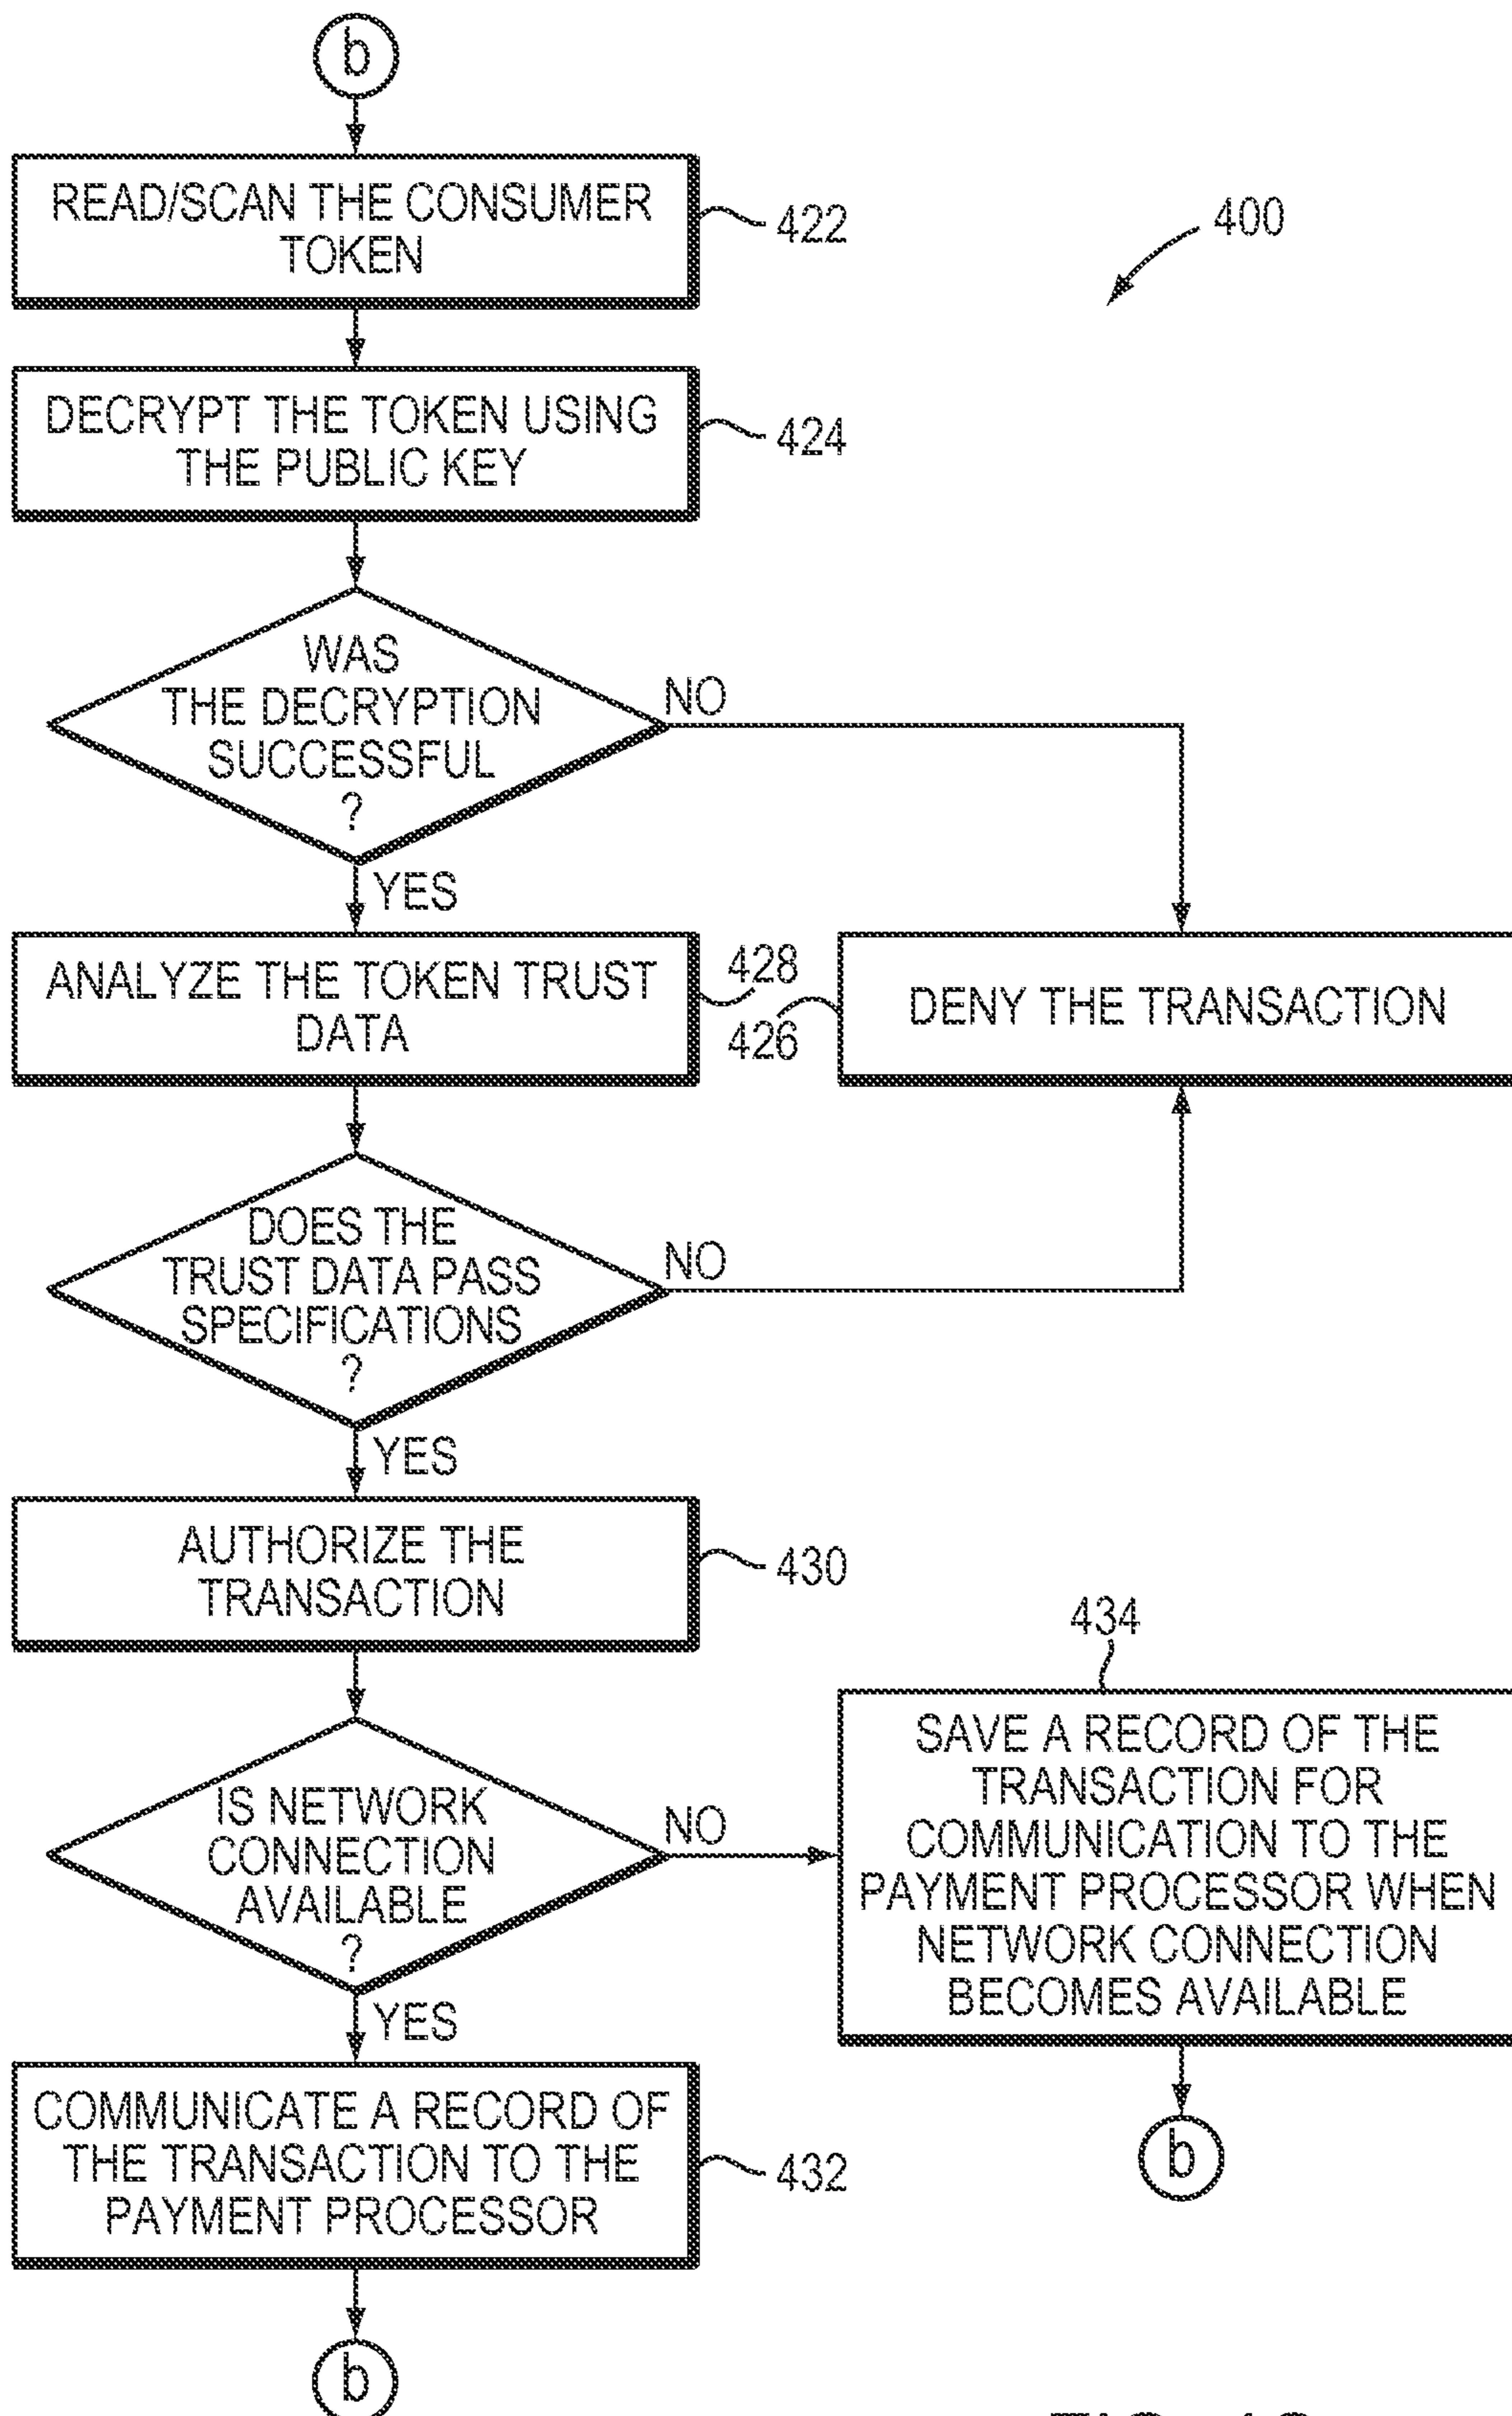 b
READ/SCAN THE CONSUMER
TOKEN
422
400
DECRYPT THE TOKEN USING
THE PUBLIC KEY
424
WAS
THE DECRYPTION
SUCCESSFUL
?
NO
YES
ANALYZE THE TOKEN TRUST
DATA
428
426
DENY THE TRANSACTION
DOES THE
TRUST DATA PASS
SPECIFICATIONS
?
NO
YES
AUTHORIZE THE
TRANSACTION
430
434
IS NETWORK
CONNECTION
AVAILABLE
?
NO
YES
SAVE A RECORD OF THE
TRANSACTION FOR
COMMUNICATION TO THE
PAYMENT PROCESSOR WHEN
NETWORK CONNECTION
BECOMES AVAILABLE
b
COMMUNICATE A RECORD OF
THE TRANSACTION TO THE
PAYMENT PROCESSOR
432
b